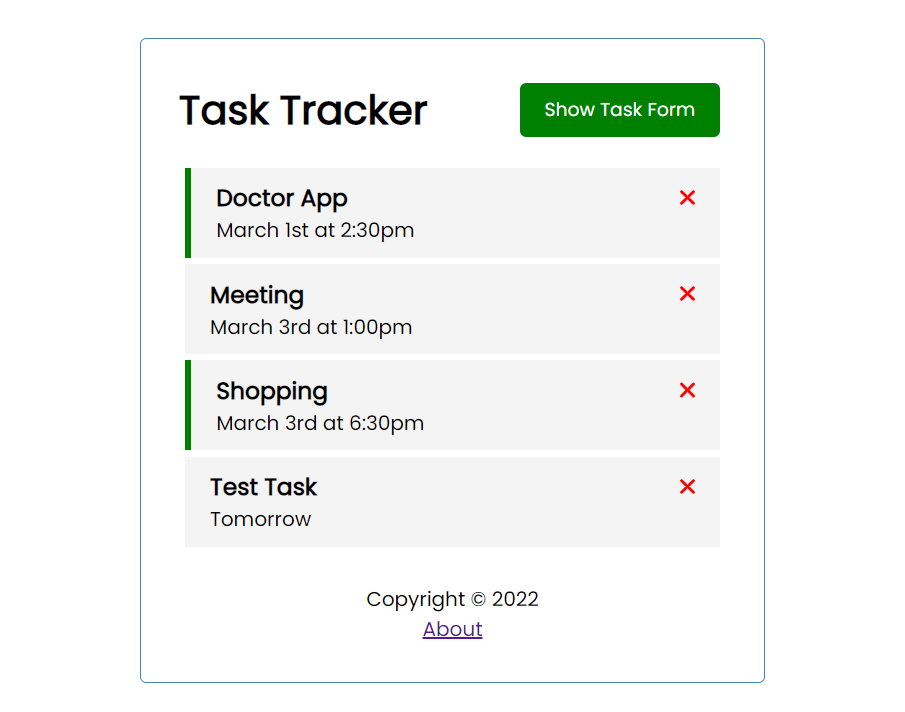 Task Tracker
Show Task Form
Doctor App
March 1st at 2:30pm
Meeting
March 3rd at 1:00pm
Shopping
March 3rd at 6:30pm
Test Task
Tomorrow
Copyright © 2022
About